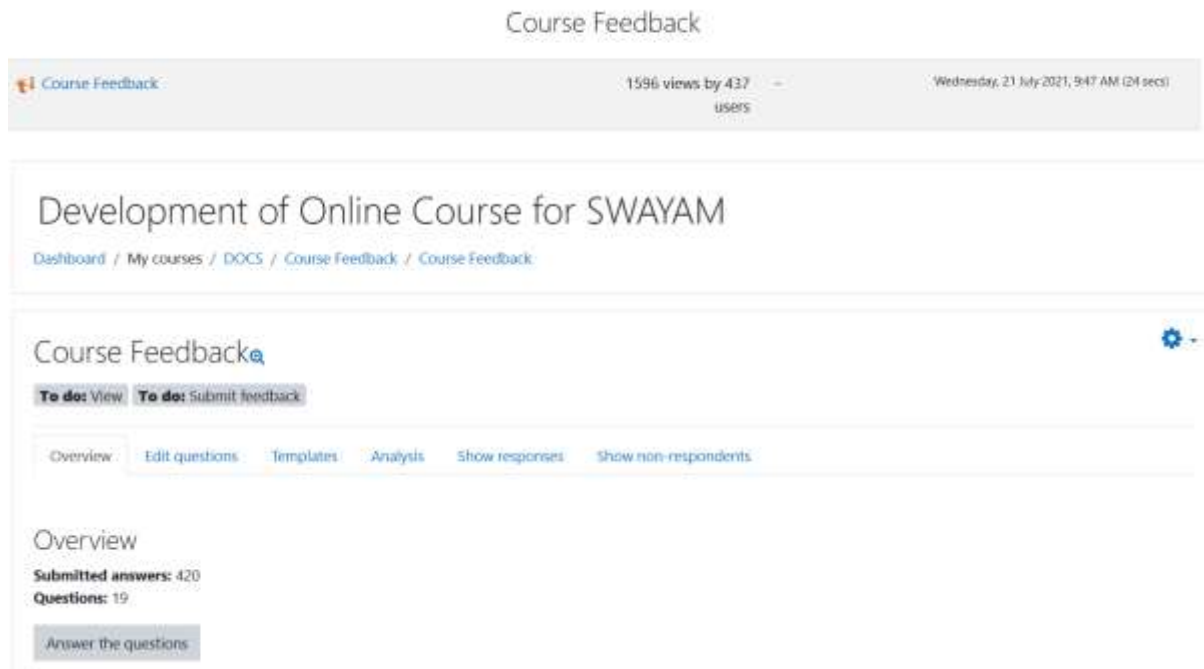 Course Feedback
Course Feedback 1596 views by 437 users - Wednesday, 21 July 2021, 9:47 AM (24 secs)
Development of Online Course for SWAYAM
Dashboard / My courses / DOCS / Course Feedback / Course Feedback
Course Feedback
To do: View To do: Submit feedback
Overview Edit questions Templates Analysis Show responses Show non-respondents
Overview
Submitted answers: 420
Questions: 19
Answer the questions